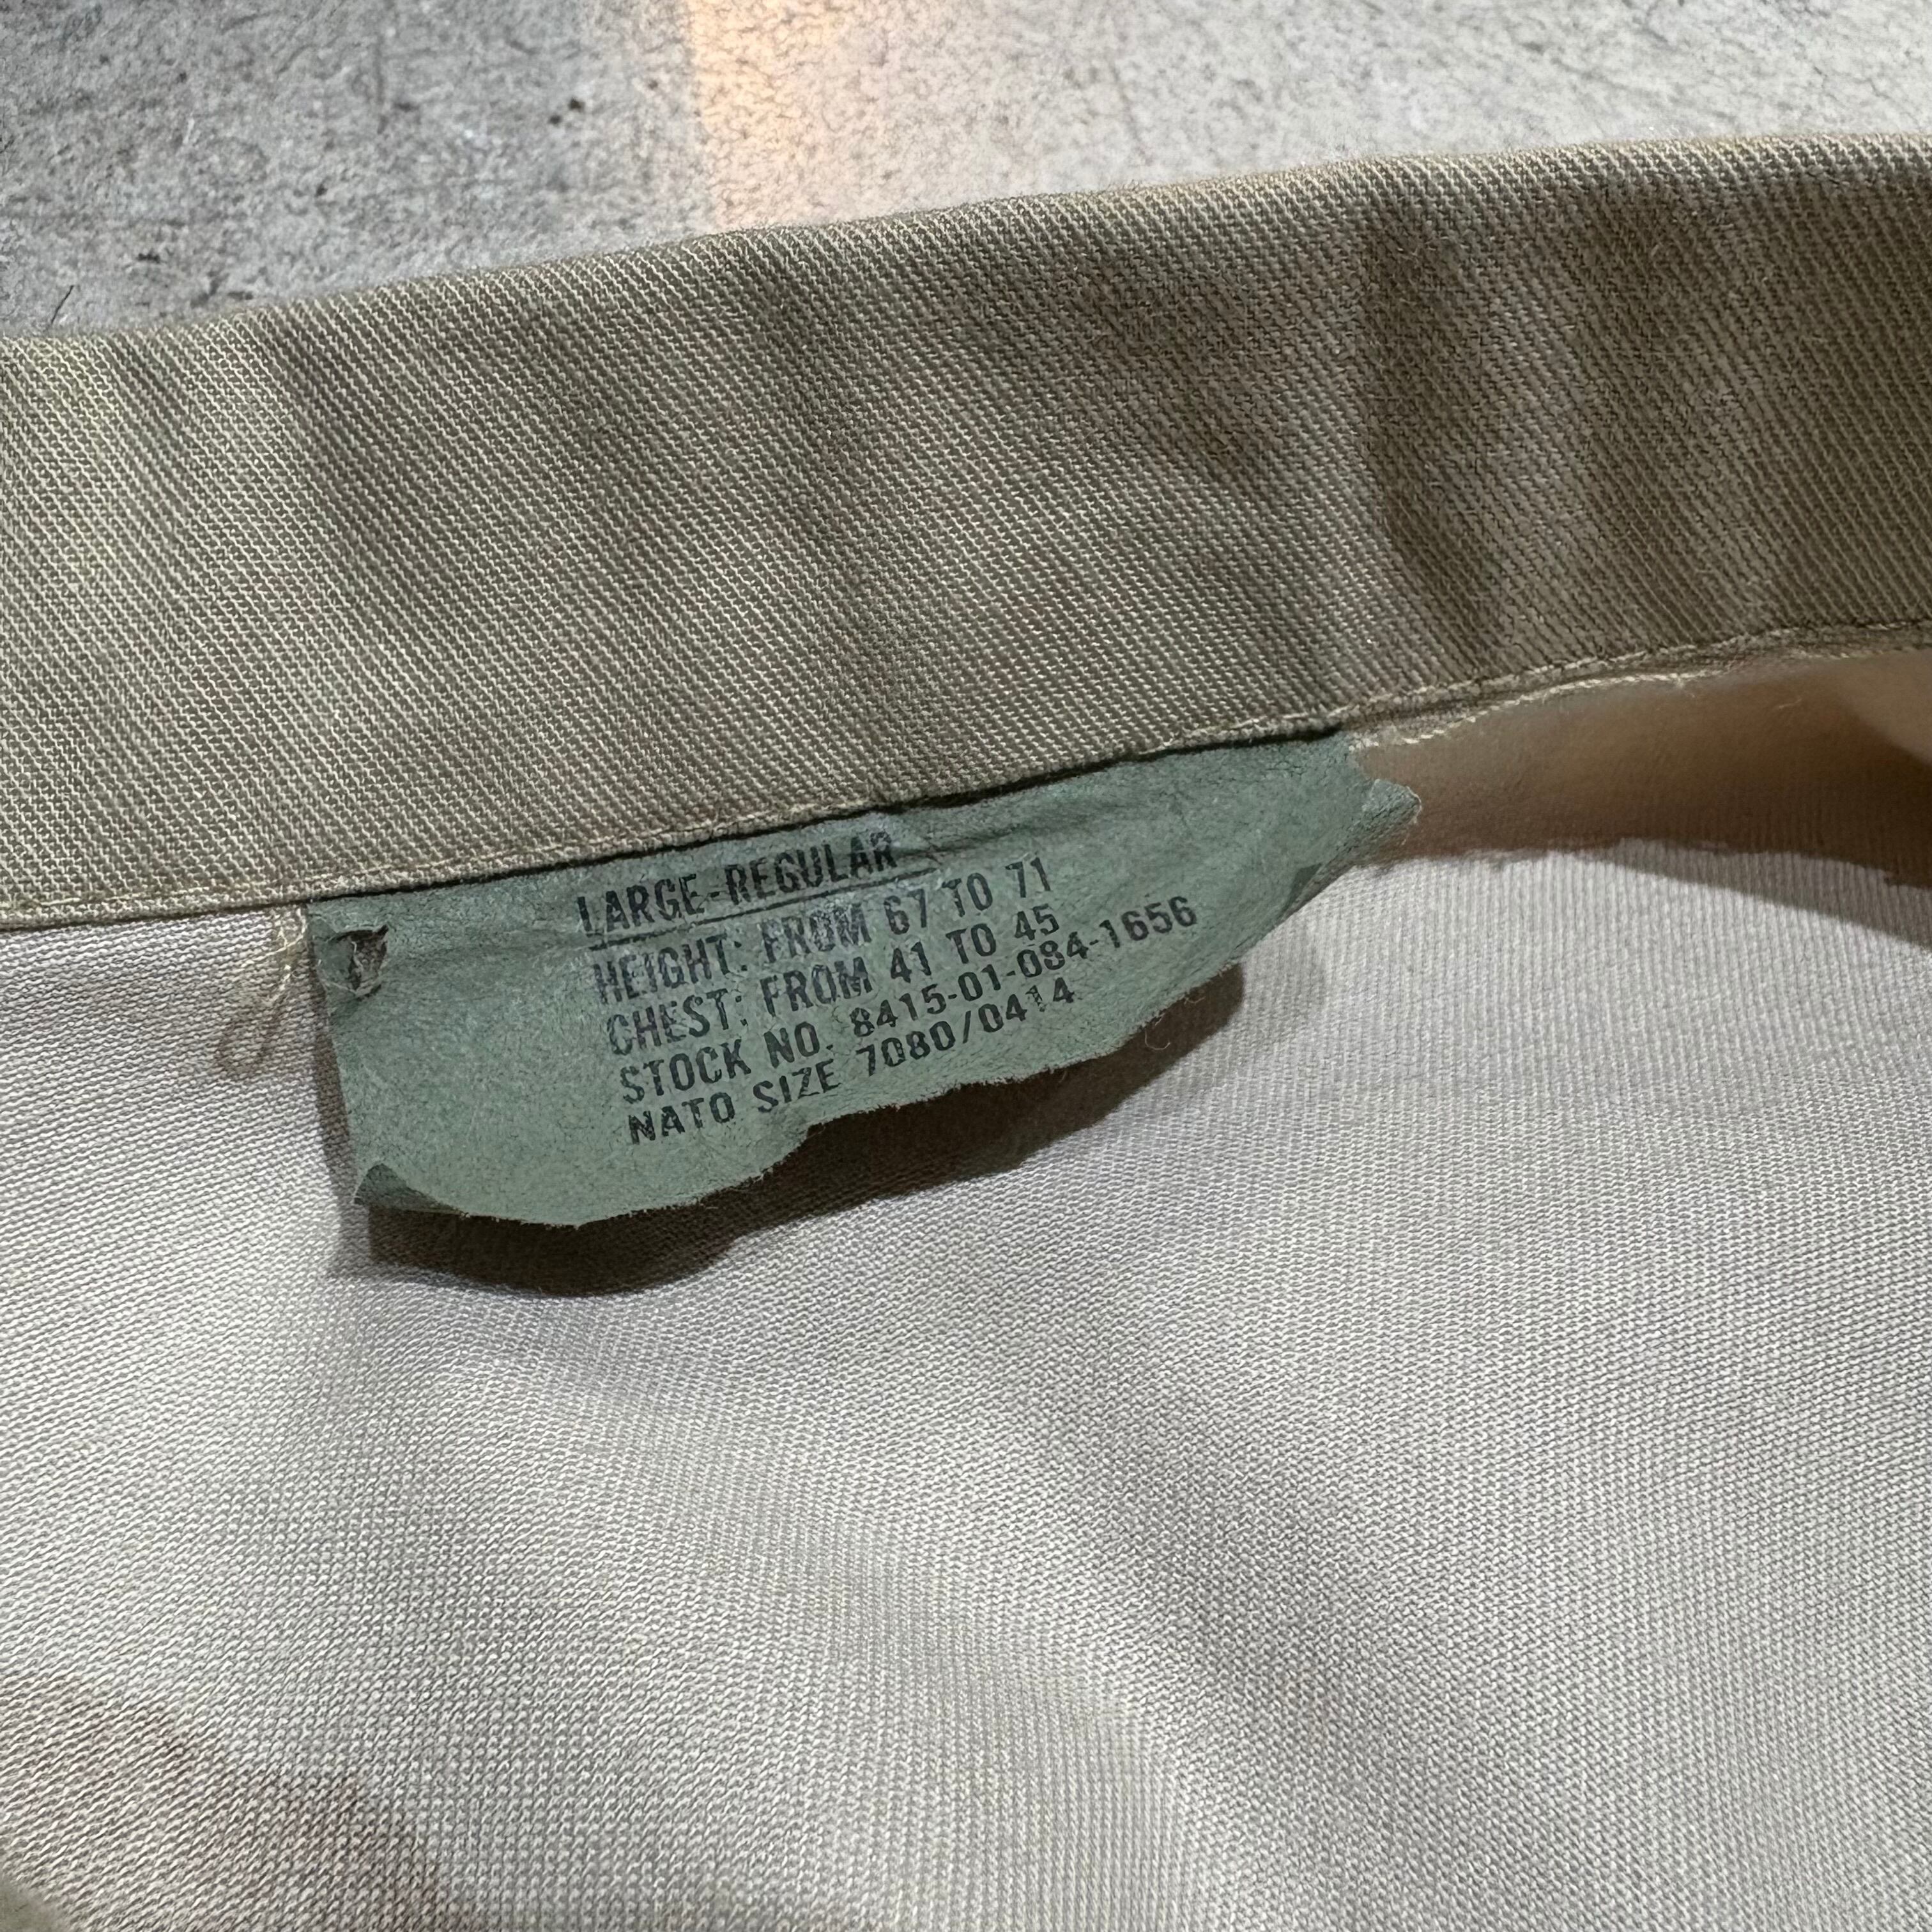 LARGE-REGULAR
HEIGHT: FROM 67 TO 71
CHEST: FROM 41 TO 45
STOCK NO. 8415-01-084-1656
NATO SIZE 7080/0414